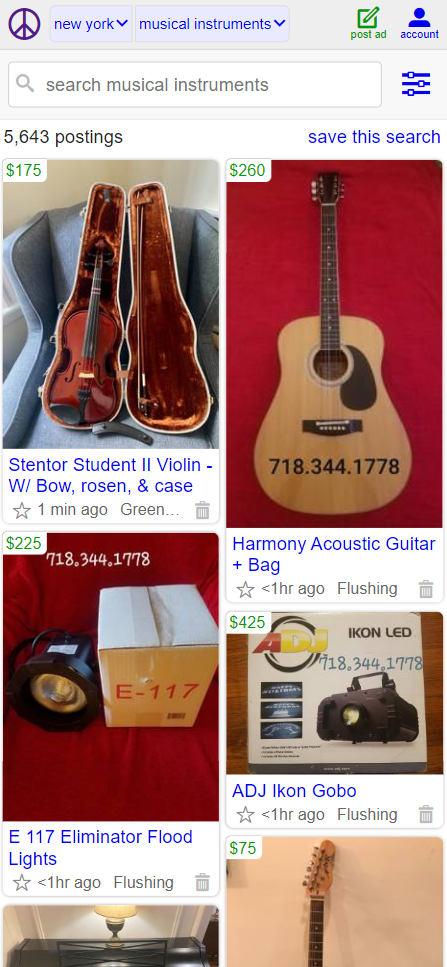 new york
musical instruments
post ad
account
search musical instruments
5,643 postings
save this search
$175
Stentor Student II Violin -
W/ Bow, rosen, & case
1 min ago Green...
$260
718.344.1778
Harmony Acoustic Guitar
+ Bag
<1hr ago Flushing
$225
718.344.1778
E-117
E 117 Eliminator Flood
Lights
<1hr ago Flushing
$425
ADJ
IKON LED
718.344.1778
ADJ Ikon Gobo
<1hr ago Flushing
$75